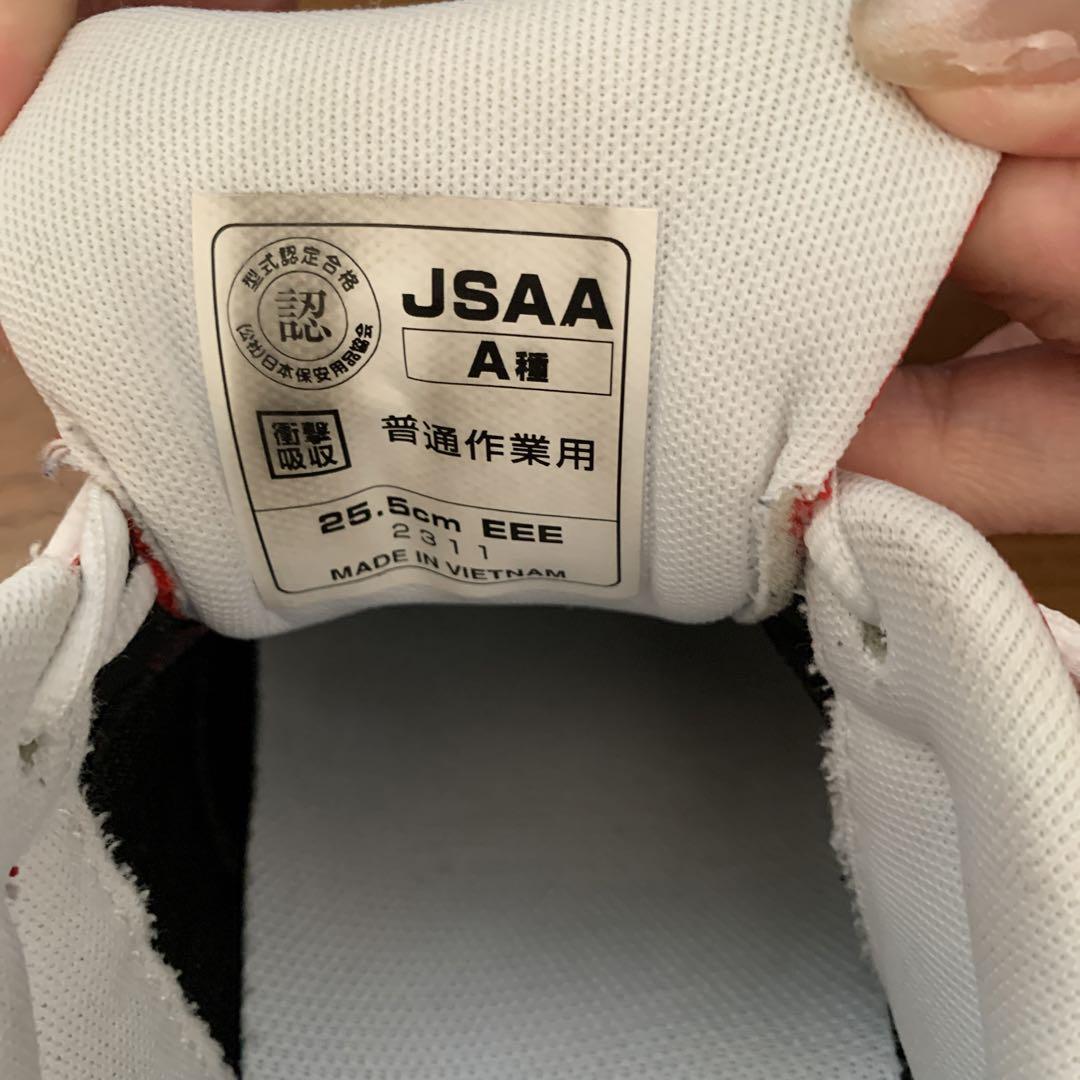 型式認定合格
認
(公社)日本保安用品協会
JSAA
A種
衝撃
吸収
普通作業用
25.5cm EEE
2311
MADE IN VIETNAM